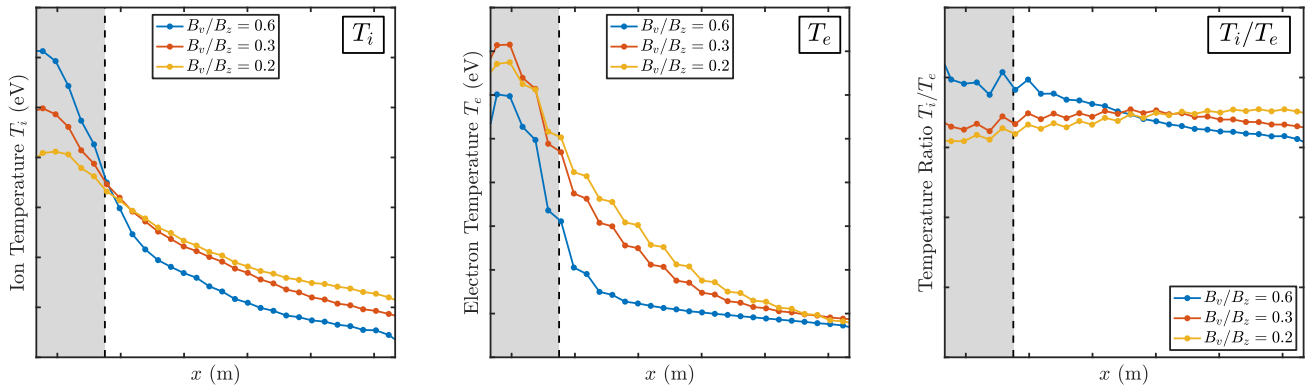 Ion Temperature T_i (eV)
B_v/B_z = 0.6
B_v/B_z = 0.3
B_v/B_z = 0.2
T_i
x (m)
Electron Temperature T_e (eV)
B_v/B_z = 0.6
B_v/B_z = 0.3
B_v/B_z = 0.2
T_e
x (m)
Temperature Ratio T_i/T_e
T_i/T_e
B_v/B_z = 0.6
B_v/B_z = 0.3
B_v/B_z = 0.2
x (m)